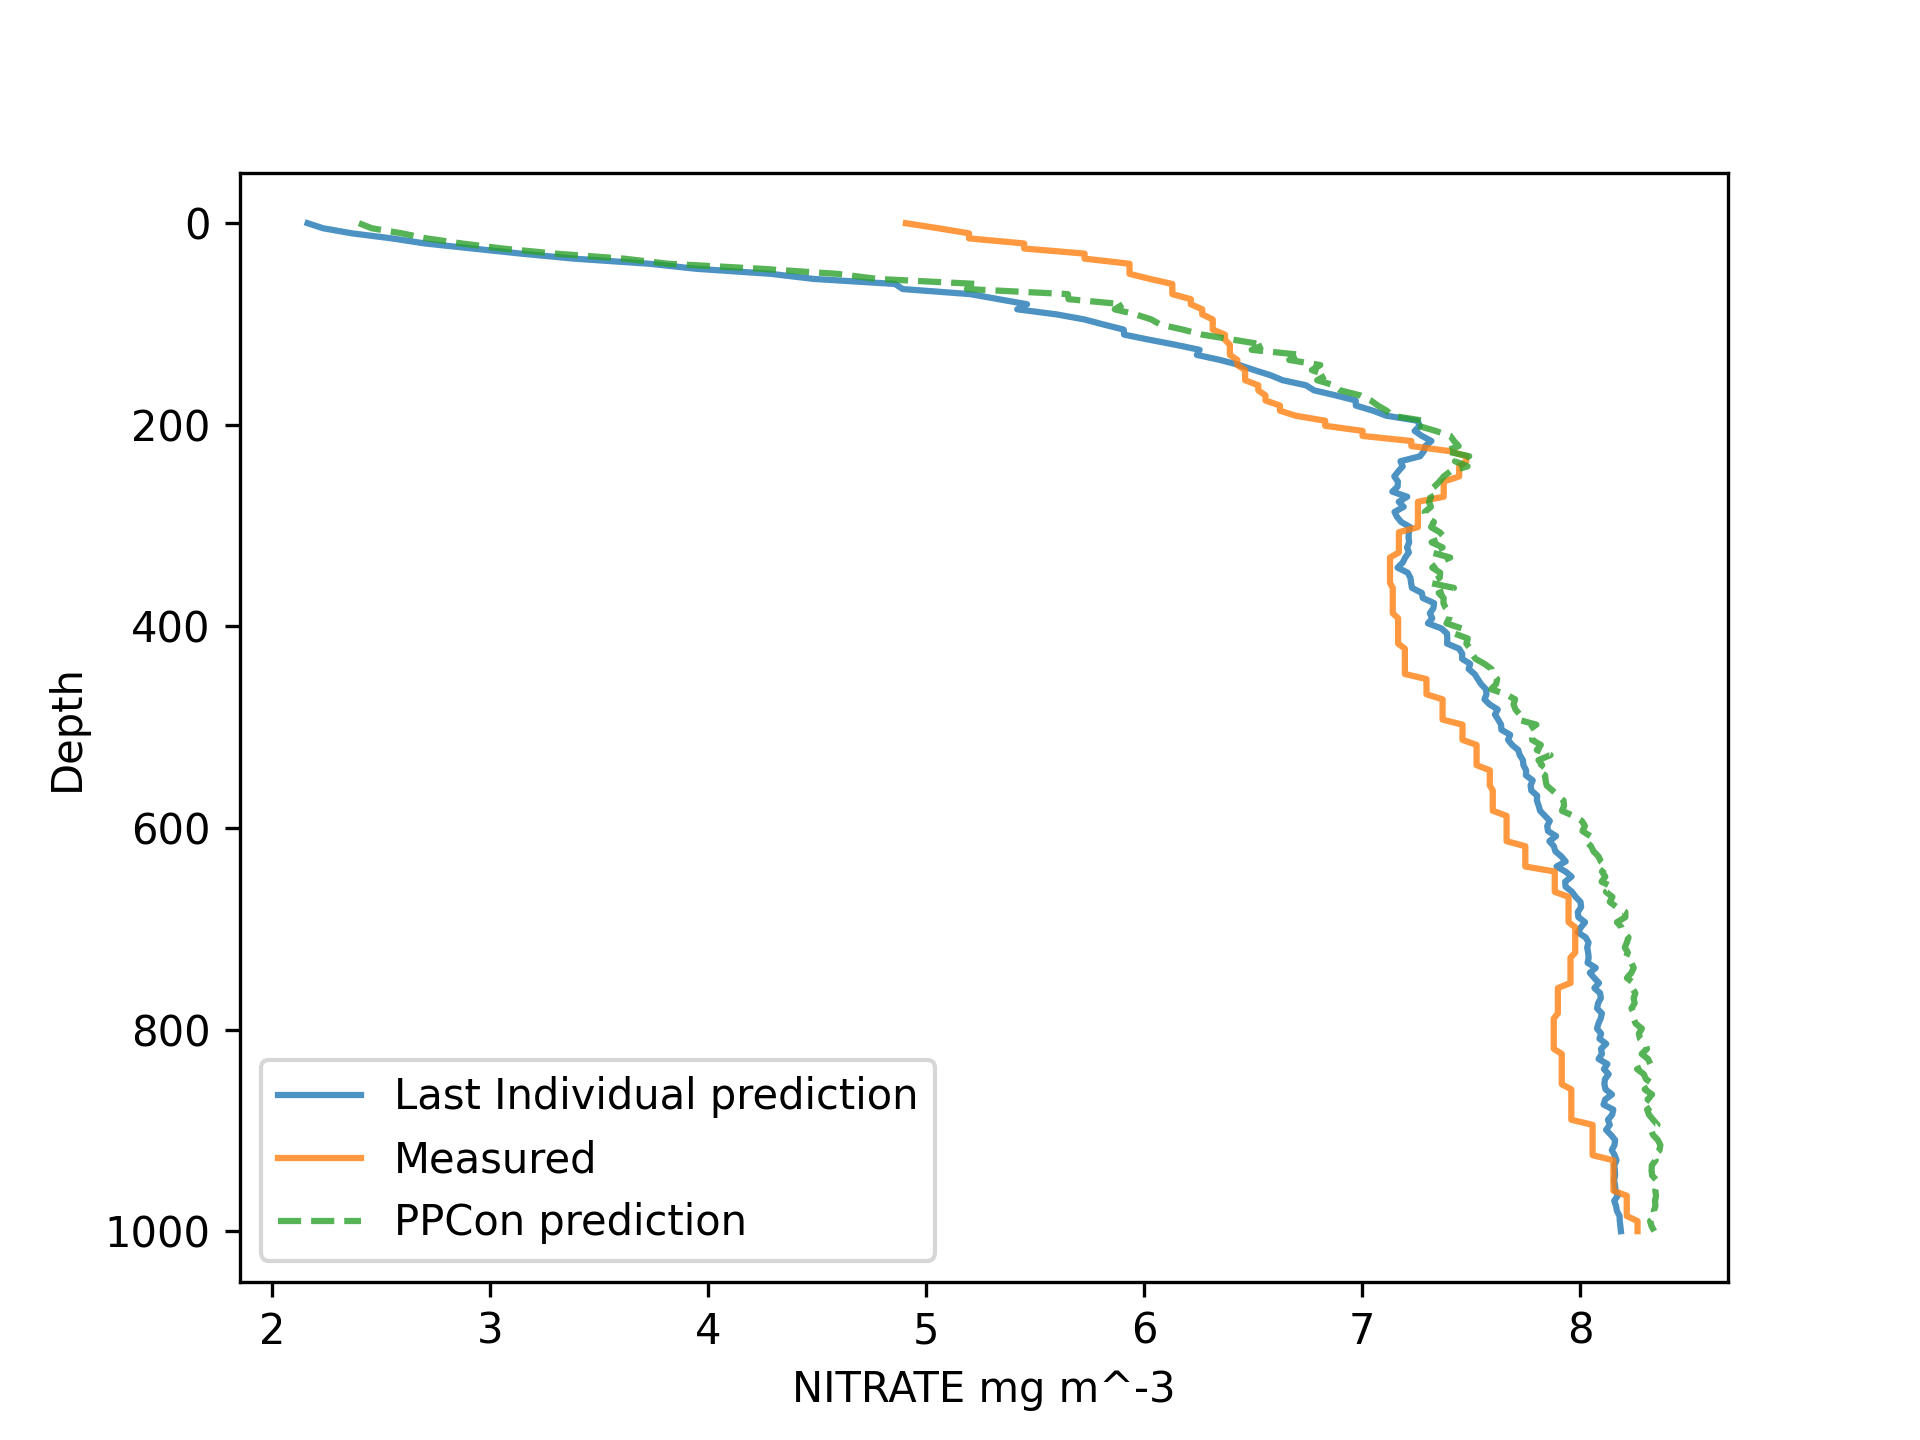 0
200
400
600
800
1000
Depth
Last Individual prediction
Measured
PPCon prediction
2 3 4 5 6 7 8
NITRATE mg m^-3